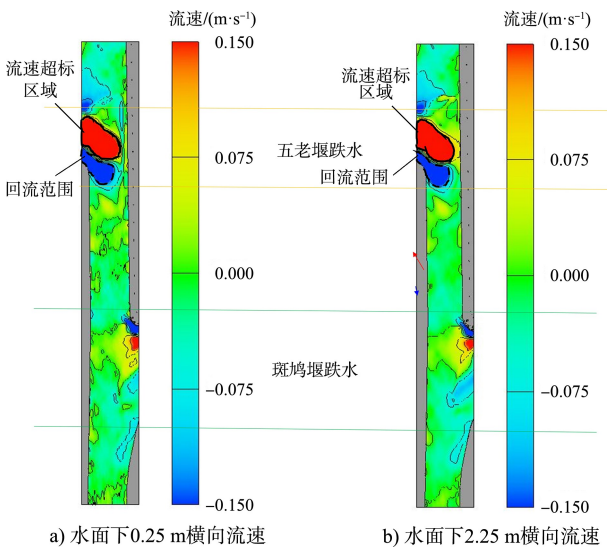 流速/(m·s⁻¹)
0.150
0.075
0.000
−0.075
−0.150
流速超标
区域
回流范围
a) 水面下0.25 m横向流速
五老堰跌水
斑鸠堰跌水
流速/(m·s⁻¹)
0.150
0.075
0.000
−0.075
−0.150
流速超标
区域
回流范围
b) 水面下2.25 m横向流速